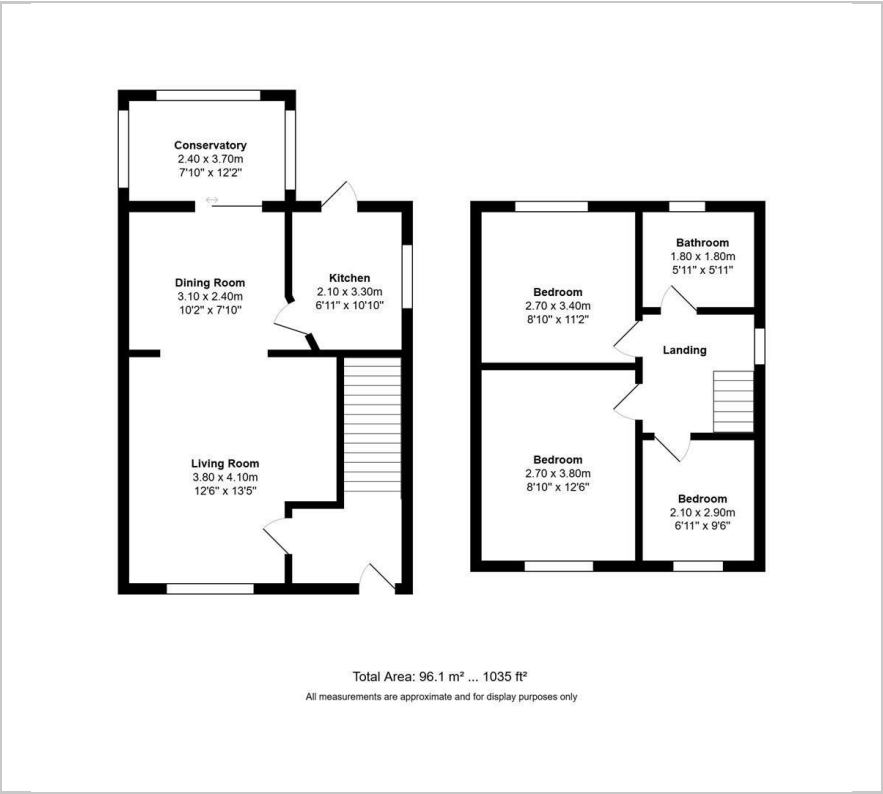 Conservatory
2.40 x 3.70m
7'10" x 12'2"
Dining Room
3.10 x 2.40m
10'2" x 7'10"
Kitchen
2.10 x 3.30m
6'11" x 10'10"
Living Room
3.80 x 4.10m
12'6" x 13'5"
Bedroom
2.70 x 3.40m
8'10" x 11'2"
Bathroom
1.80 x 1.80m
5'11" x 5'11"
Landing
Bedroom
2.70 x 3.80m
8'10" x 12'6"
Bedroom
2.10 x 2.90m
6'11" x 9'6"
Total Area: 96.1 m² ... 1035 ft²
All measurements are approximate and for display purposes only